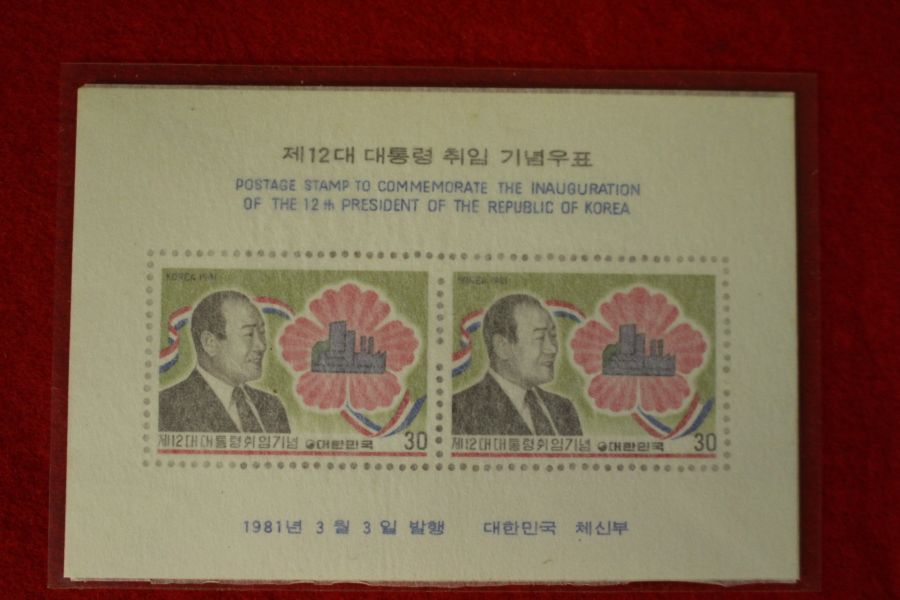 제12대 대통령 취임 기념우표
POSTAGE STAMP TO COMMEMORATE THE INAUGURATION
OF THE 12th PRESIDENT OF THE REPUBLIC OF KOREA
KOREA 1981
KOREA 1981
제12대대통령취임기념 대한민국 30
제12대대통령취임기념 대한민국 30
1981년 3월 3일 발행 대한민국 체신부